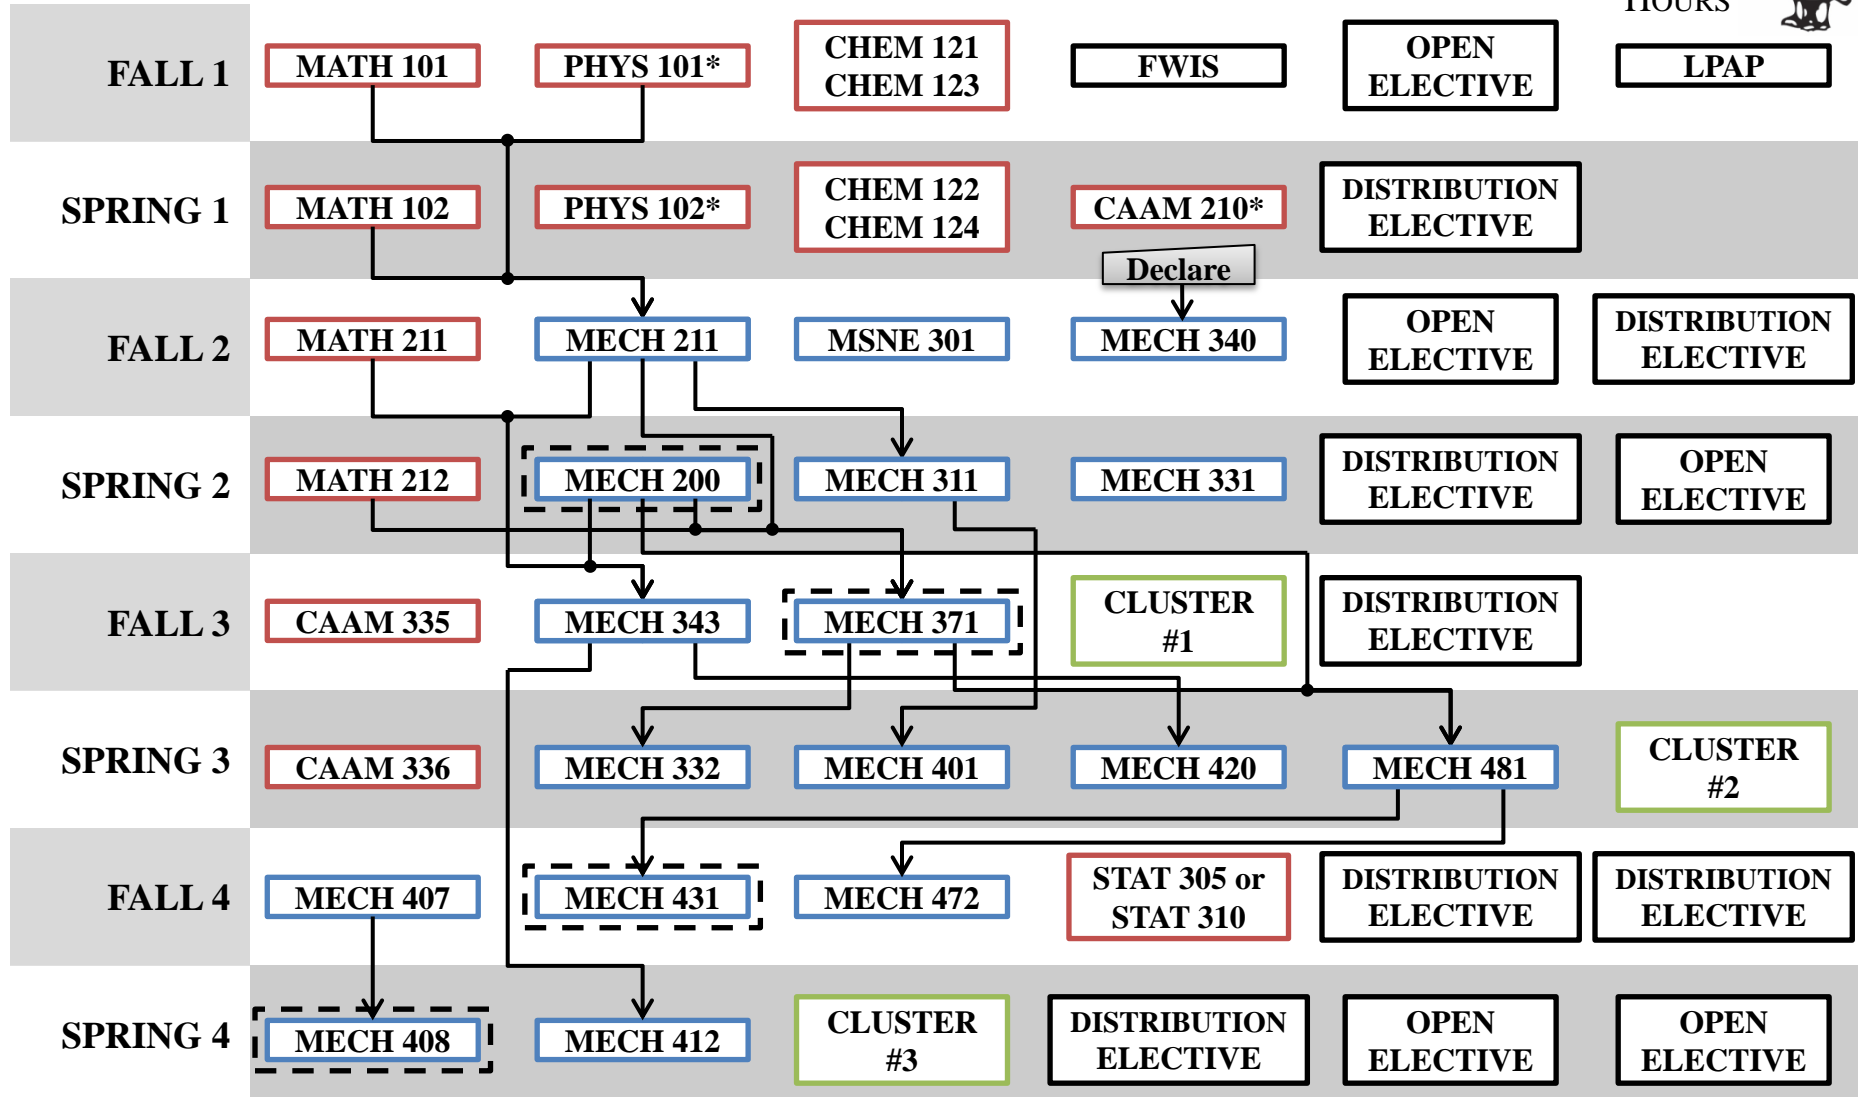 HOURS
FALL 1
MATH 101
PHYS 101*
CHEM 121
CHEM 123
FWIS
OPEN
ELECTIVE
LPAP
SPRING 1
MATH 102
PHYS 102*
CHEM 122
CHEM 124
CAAM 210*
DISTRIBUTION
ELECTIVE
Declare
FALL 2
MATH 211
MECH 211
MSNE 301
MECH 340
OPEN
ELECTIVE
DISTRIBUTION
ELECTIVE
SPRING 2
MATH 212
MECH 200
MECH 311
MECH 331
DISTRIBUTION
ELECTIVE
OPEN
ELECTIVE
FALL 3
CAAM 335
MECH 343
MECH 371
CLUSTER
#1
DISTRIBUTION
ELECTIVE
SPRING 3
CAAM 336
MECH 332
MECH 401
MECH 420
MECH 481
CLUSTER
#2
FALL 4
MECH 407
MECH 431
MECH 472
STAT 305 or
STAT 310
DISTRIBUTION
ELECTIVE
DISTRIBUTION
ELECTIVE
SPRING 4
MECH 408
MECH 412
CLUSTER
#3
DISTRIBUTION
ELECTIVE
OPEN
ELECTIVE
OPEN
ELECTIVE